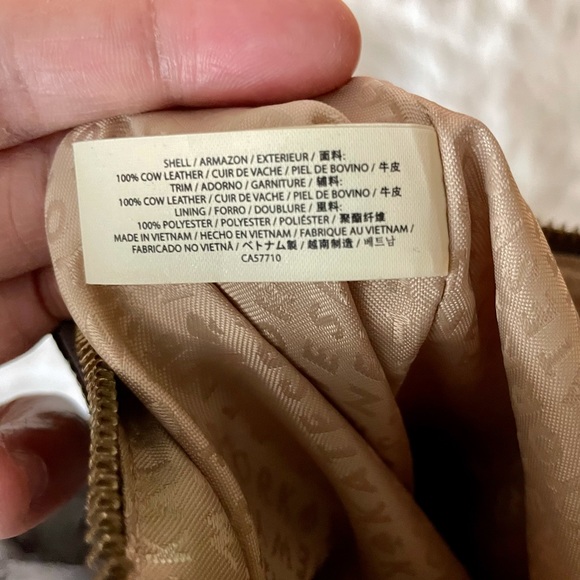 SHELL / ARMAZON / EXTERIEUR / 面料:
100% COW LEATHER / CUIR DE VACHE / PIEL DE BOVINO / 牛皮
TRIM / ADORNO / GARNITURE / 辅料:
100% COW LEATHER / CUIR DE VACHE / PIEL DE BOVINO / 牛皮
LINING / FORRO / DOUBLURE / 里料:
100% POLYESTER / POLYESTER / POLIÉSTER / 聚酯纤维
MADE IN VIETNAM / HECHO EN VIETNAM / FABRIQUE AU VIETNAM /
FABRICADO NO VIETNÃ / ベトナム製 / 越南制造 / 베트남
CA57710